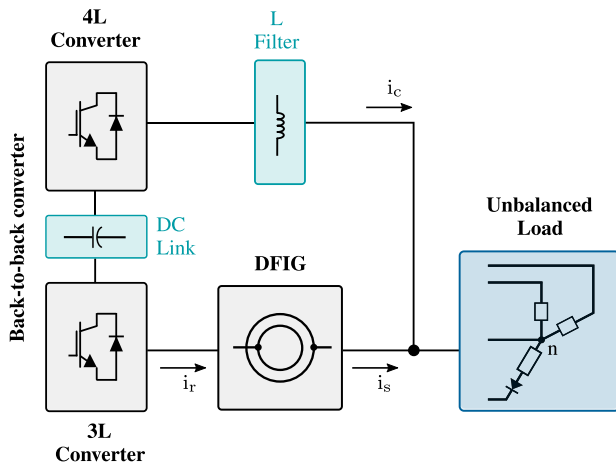 4L
Converter
L
Filter
i_c
Back-to-back converter
DC
Link
Unbalanced
Load
DFIG
n
i_r
i_s
3L
Converter